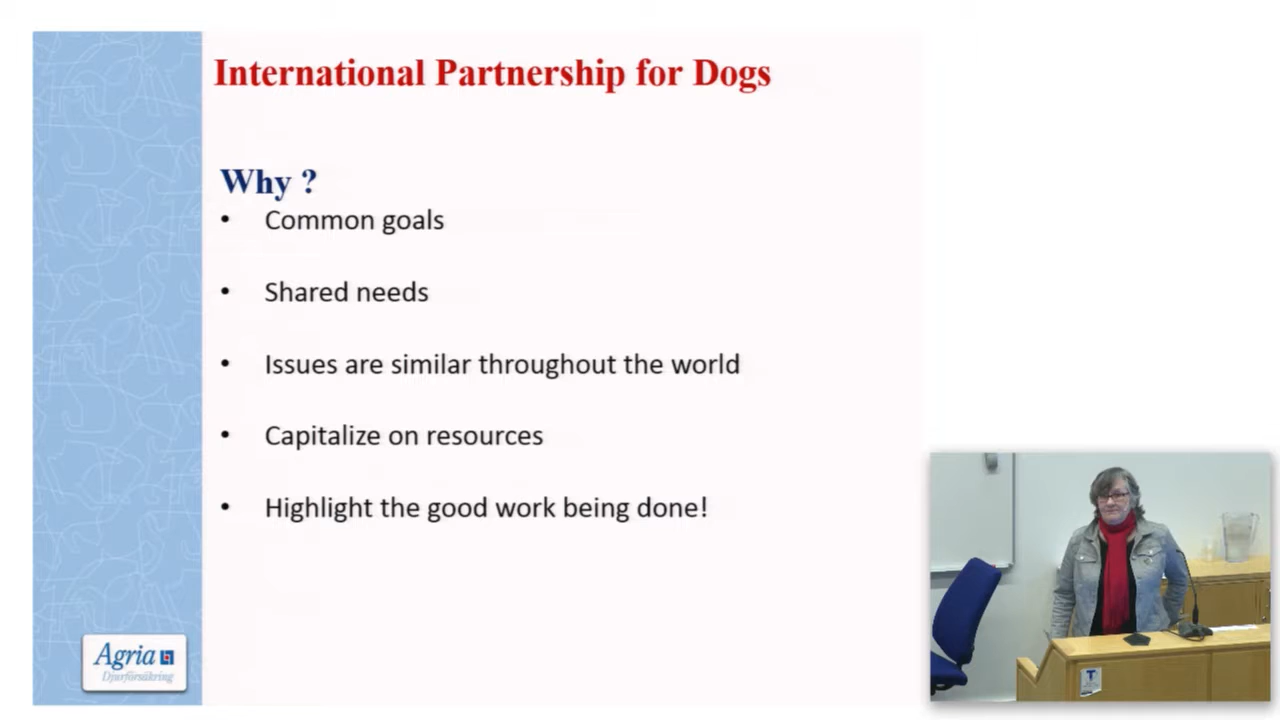 International Partnership for Dogs
Why ?
• Common goals
• Shared needs
• Issues are similar throughout the world
• Capitalize on resources
• Highlight the good work being done!
Agria
Djurförsäkring
T